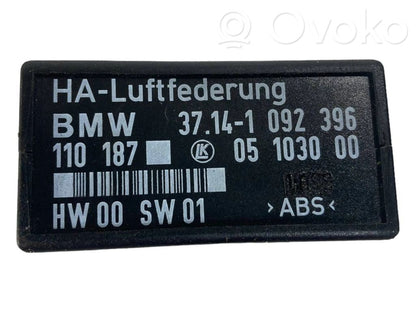 Ovoko
HA-Luftfederung
BMW 37.14-1 092 396
110 187 LK 05 1030 00
HW 00 SW 01 >ABS<